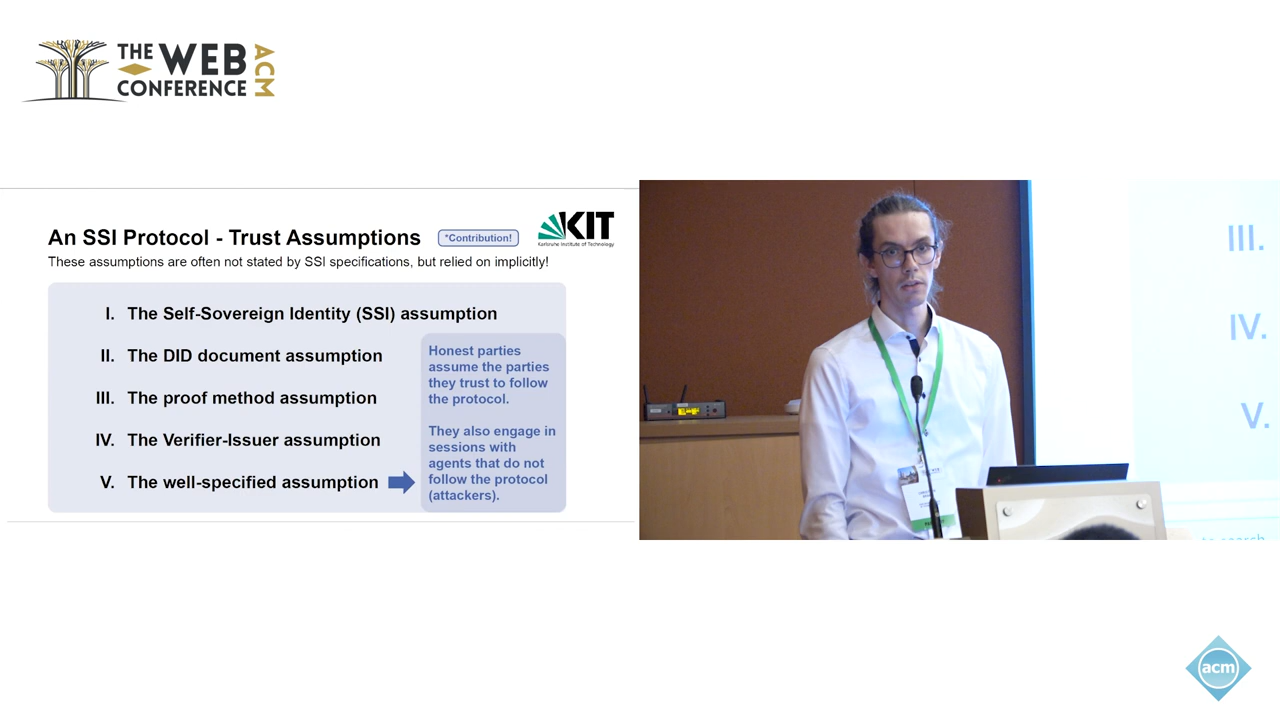 THE WEB
CONFERENCE
ACM
An SSI Protocol - Trust Assumptions
*Contribution!
KIT
Karlsruhe Institute of Technology
These assumptions are often not stated by SSI specifications, but relied on implicitly!
I. The Self-Sovereign Identity (SSI) assumption
II. The DID document assumption
III. The proof method assumption
IV. The Verifier-Issuer assumption
V. The well-specified assumption
Honest parties
assume the parties
they trust to follow
the protocol.
They also engage in
sessions with
agents that do not
follow the protocol
(attackers).
III.
IV.
V.
to search
acm